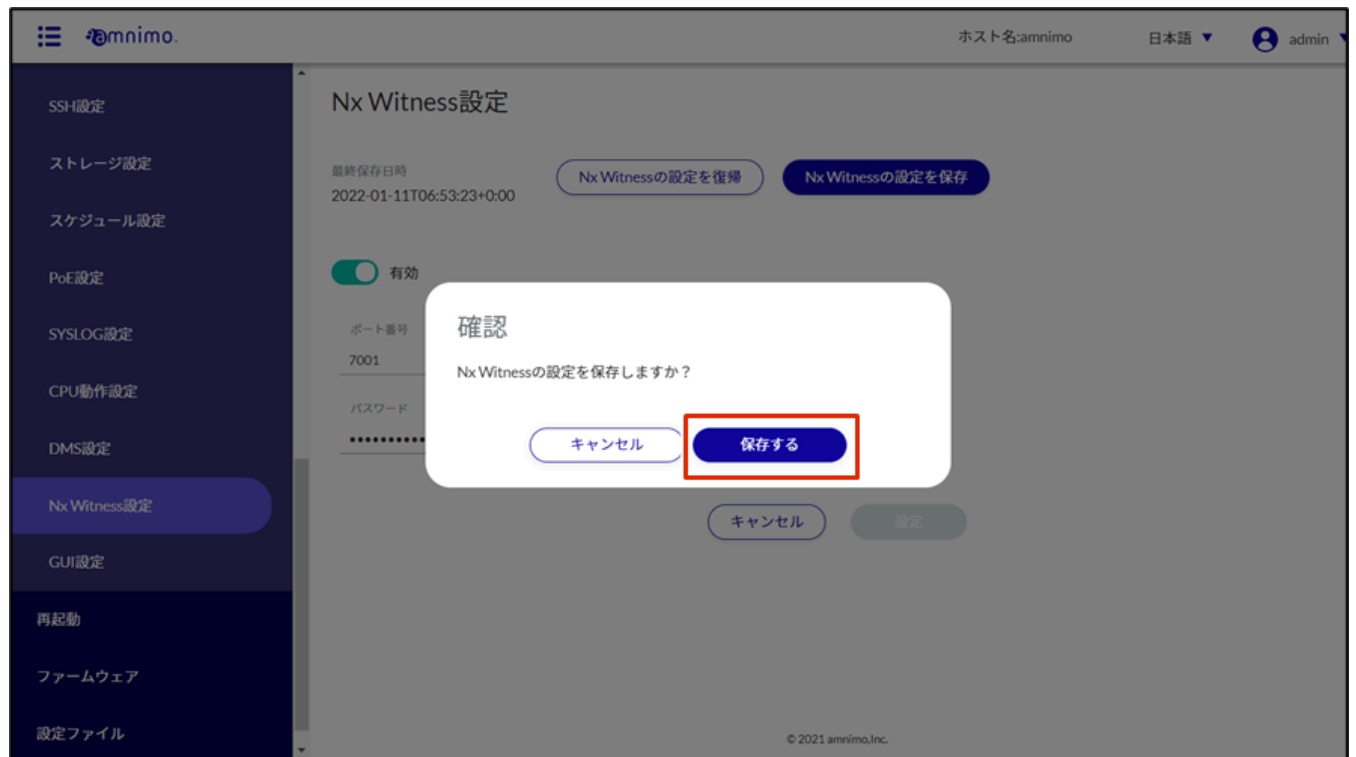 amnimo.
ホスト名:amnimo
日本語 ▼
admin
SSH設定
ストレージ設定
スケジュール設定
PoE設定
SYSLOG設定
CPU動作設定
DMS設定
Nx Witness設定
GUI設定
再起動
ファームウェア
設定ファイル
Nx Witness設定
最終保存日時
2022-01-11T06:53:23+0:00
Nx Witnessの設定を復帰
Nx Witnessの設定を保存
有効
ポート番号
7001
パスワード
••••••••••
確認
Nx Witnessの設定を保存しますか？
キャンセル
保存する
キャンセル
設定
© 2021 amnimo,Inc.